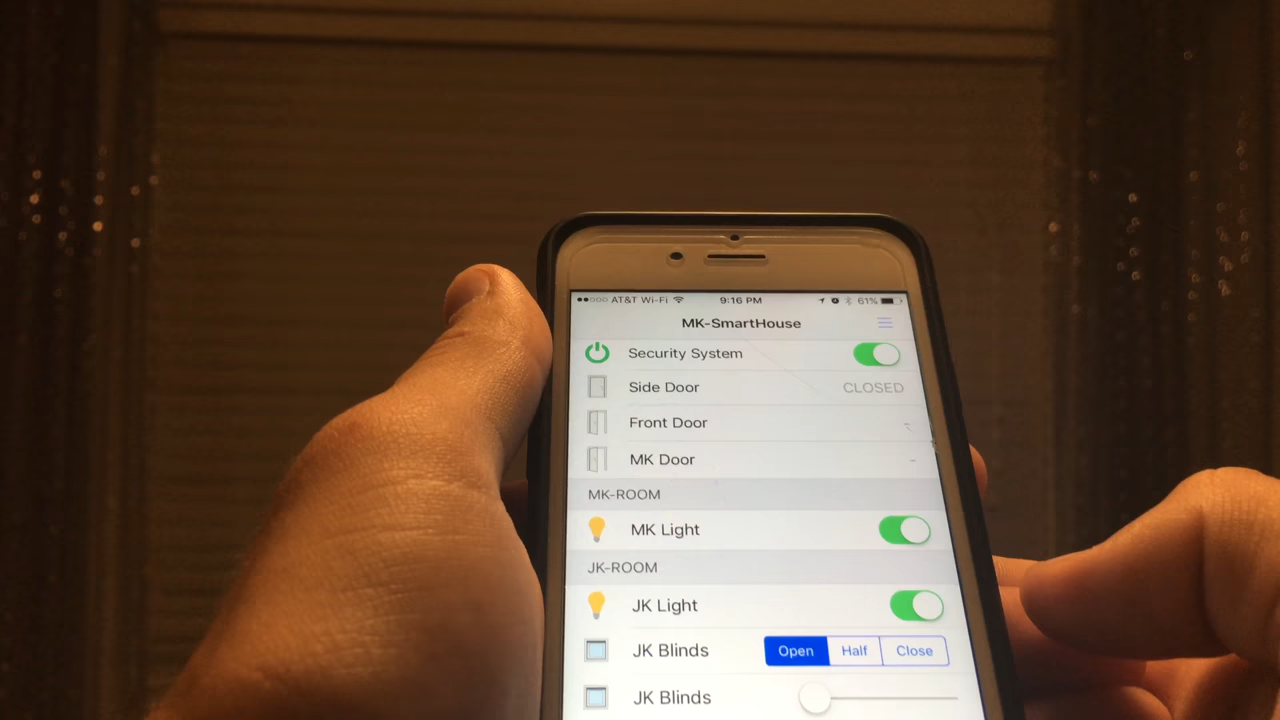 AT&T Wi-Fi 9:16 PM 61%
MK-SmartHouse
Security System
Side Door CLOSED
Front Door -
MK Door -
MK-ROOM
MK Light
JK-ROOM
JK Light
JK Blinds Open Half Close
JK Blinds